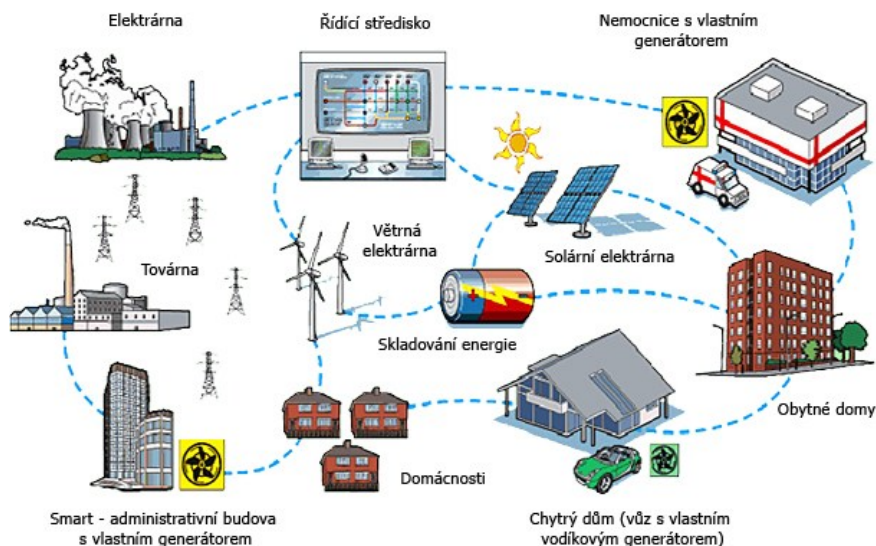 Elektrárna
Řídící středisko
Nemocnice s vlastním
generátorem
Továrna
Větrná
elektrárna
Solární elektrárna
Skladování energie
Obytné domy
Domácnosti
Smart - administrativní budova
s vlastním generátorem
Chytrý dům (vůz s vlastním
vodíkovým generátorem)